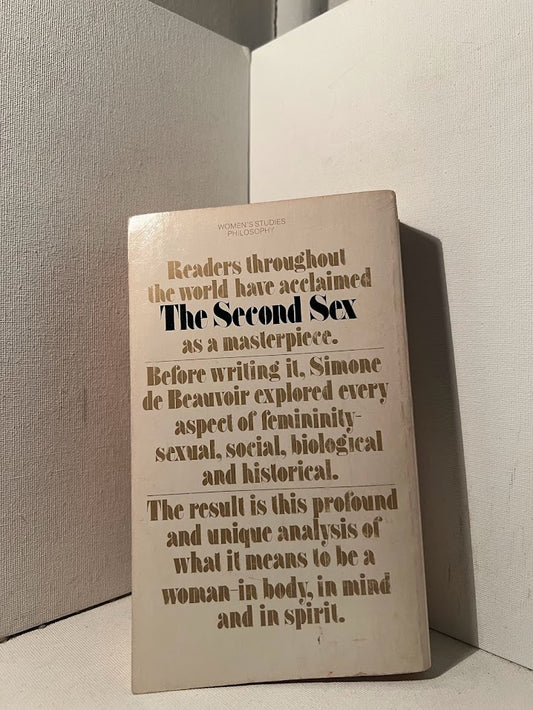 WOMEN'S STUDIES
PHILOSOPHY
Readers throughout
the world have acclaimed
The Second Sex
as a masterpiece.
Before writing it, Simone
de Beauvoir explored every
aspect of femininity-
sexual, social, biological
and historical.
The result is this profound
and unique analysis of
what it means to be a
woman-in body, in mind
and in spirit.